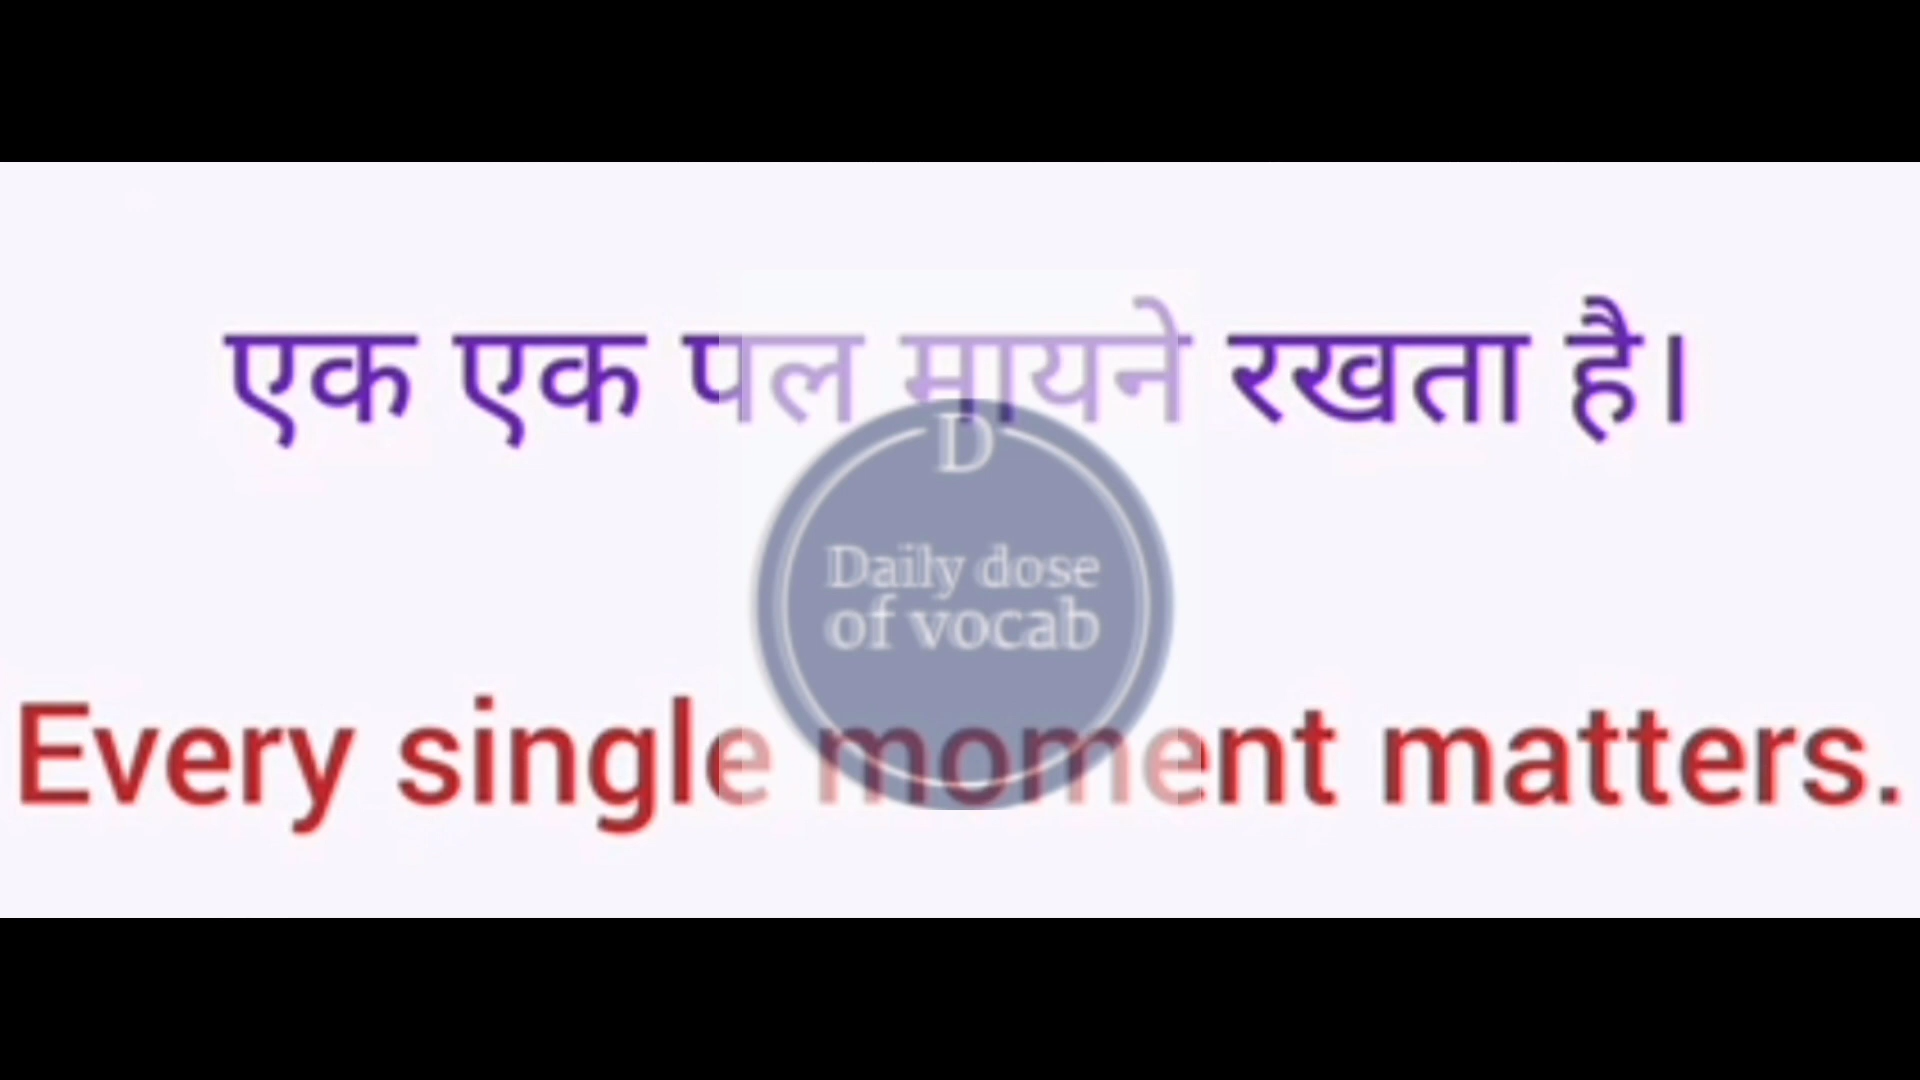 एक एक पल मायने रखता है।
D
Daily dose
of vocab
Every single moment matters.